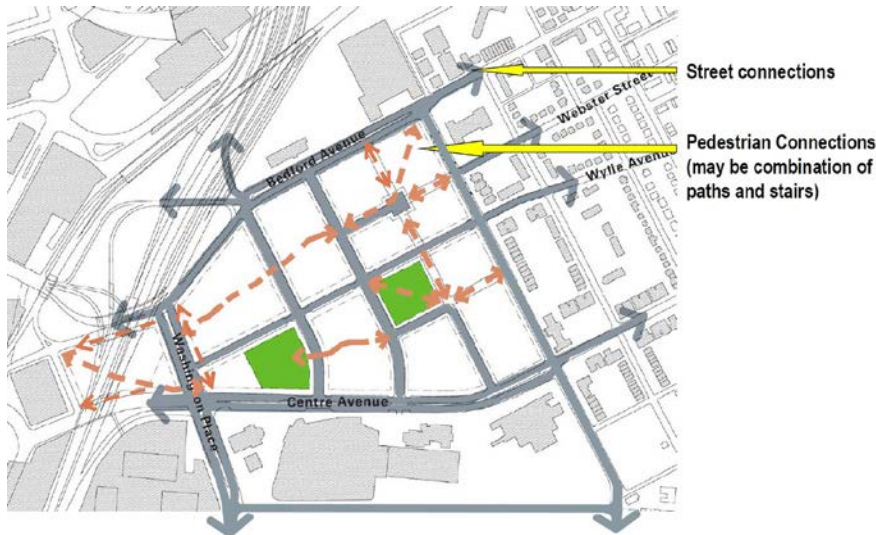 Street connections
Webster Street
Pedestrian Connections
(may be combination of
paths and stairs)
Bedford Avenue
Wylie Avenue
Washington Place
Centre Avenue